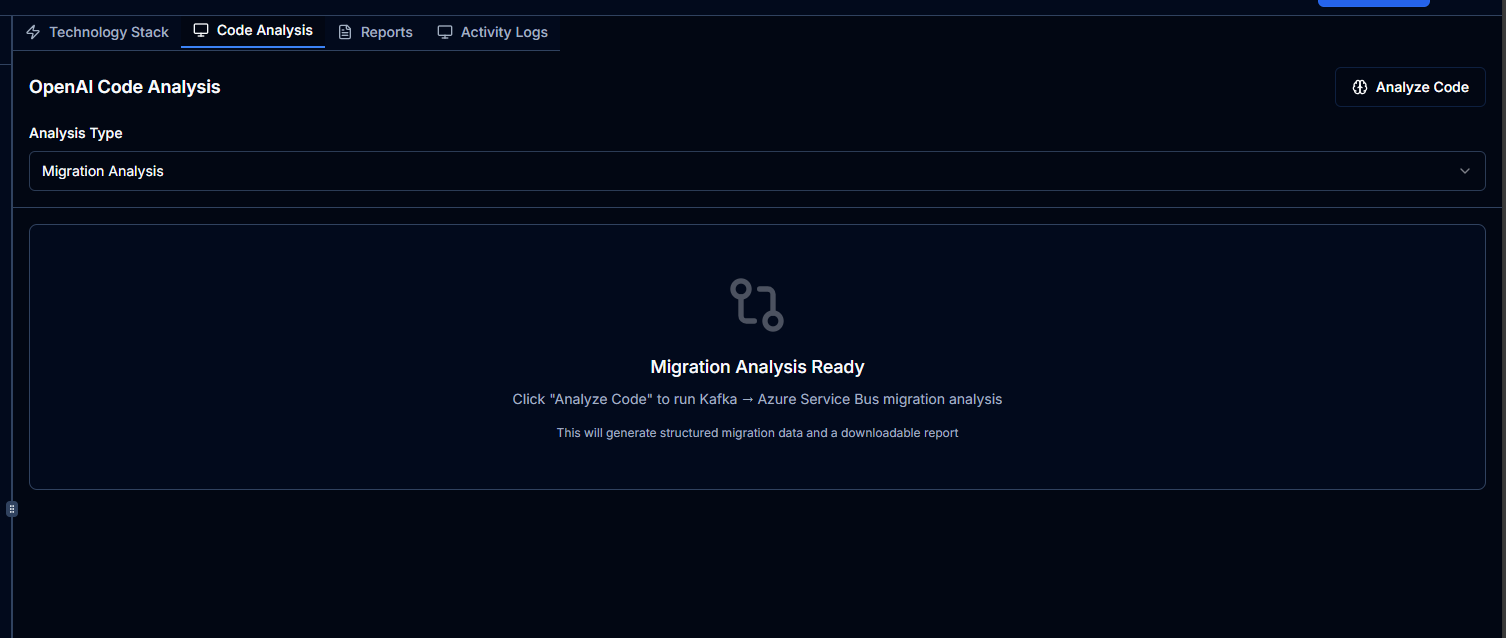 Technology Stack Code Analysis Reports Activity Logs
OpenAI Code Analysis Analyze Code
Analysis Type
Migration Analysis
Migration Analysis Ready
Click "Analyze Code" to run Kafka → Azure Service Bus migration analysis
This will generate structured migration data and a downloadable report